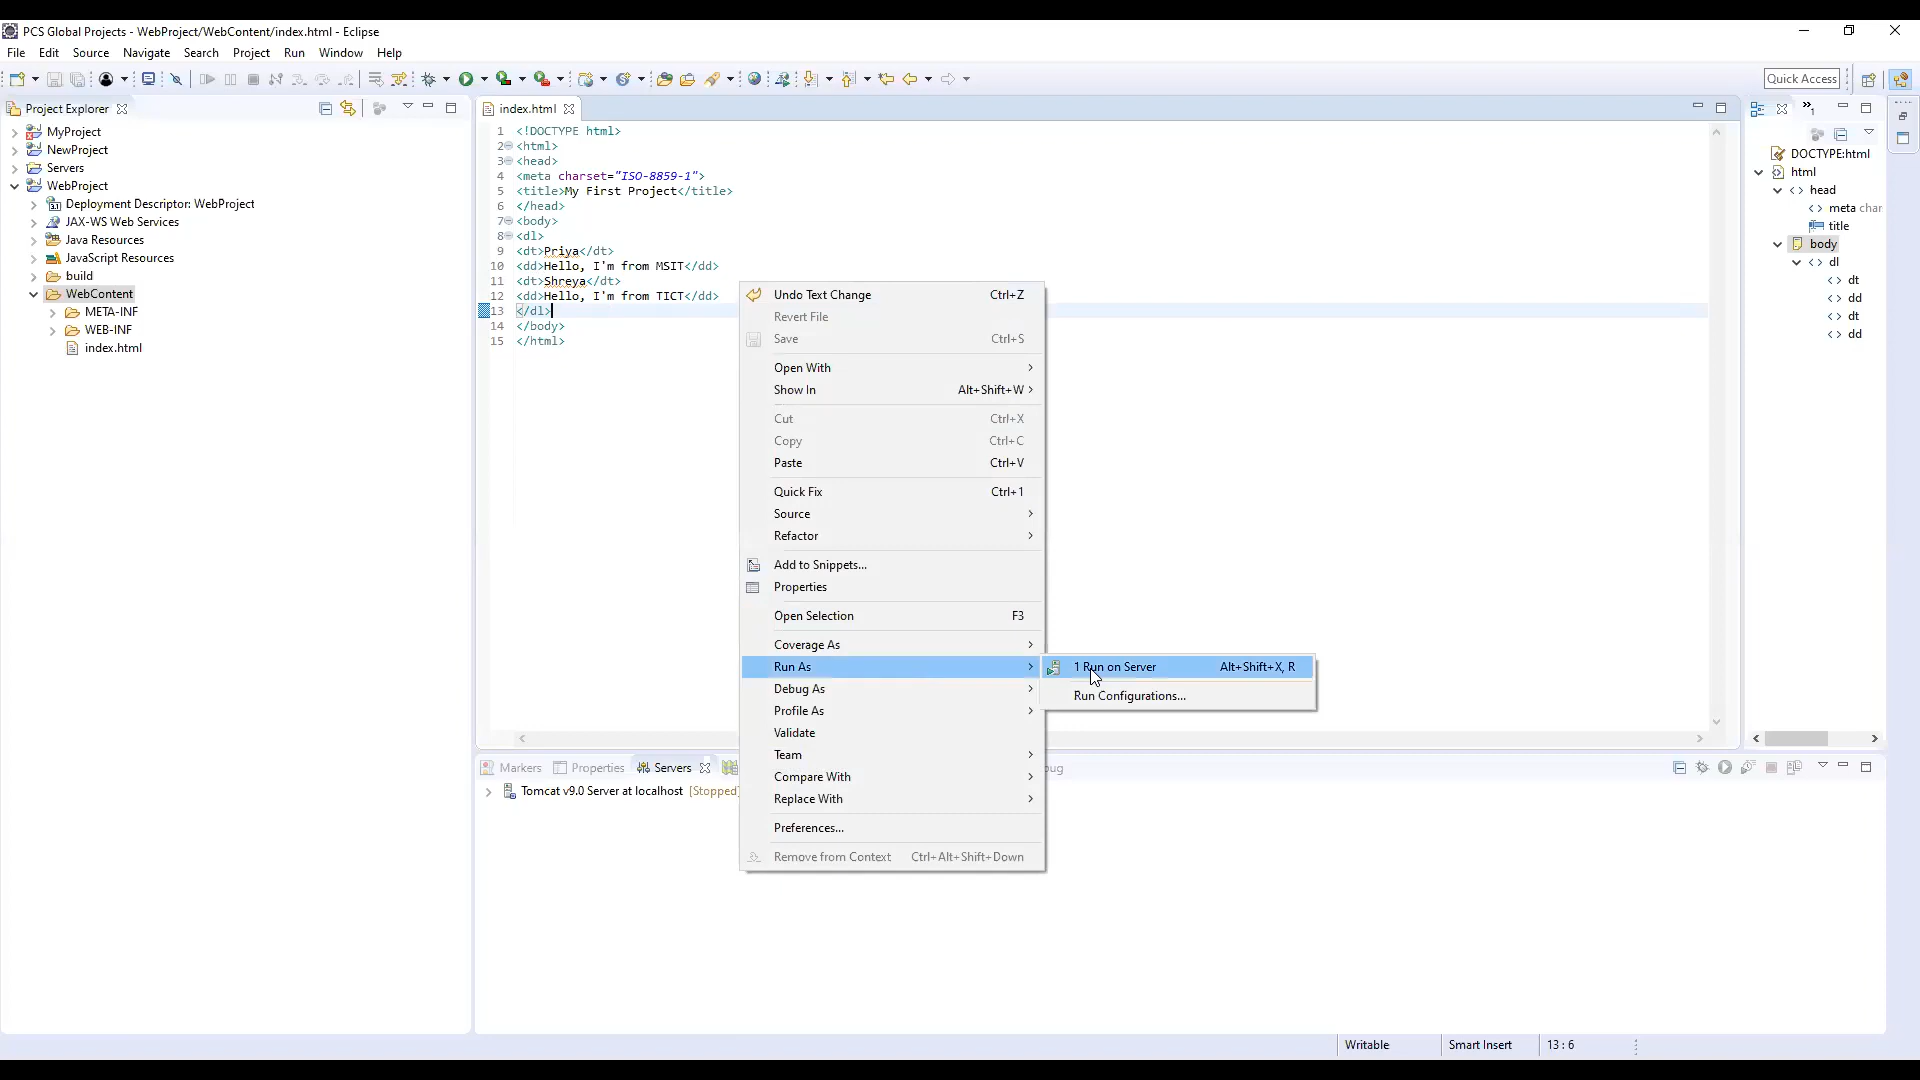 PCS Global Projects - WebProject/WebContent/index.html - Eclipse
File Edit Source Navigate Search Project Run Window Help
Quick Access
Project Explorer
MyProject
NewProject
Servers
WebProject
Deployment Descriptor: WebProject
JAX-WS Web Services
Java Resources
JavaScript Resources
build
WebContent
META-INF
WEB-INF
index.html
index.html
1 <!DOCTYPE html>
2 <html>
3 <head>
4 <meta charset="ISO-8859-1">
5 <title>My First Project</title>
6 </head>
7 <body>
8 <dl>
9 <dt>Priya</dt>
10 <dd>Hello, I'm from MSIT</dd>
11 <dt>Shreya</dt>
12 <dd>Hello, I'm from TICT</dd>
13 </dl>
14 </body>
15 </html>
Undo Text Change Ctrl+Z
Revert File
Save Ctrl+S
Open With
Show In Alt+Shift+W
Cut Ctrl+X
Copy Ctrl+C
Paste Ctrl+V
Quick Fix Ctrl+1
Source
Refactor
Add to Snippets...
Properties
Open Selection F3
Coverage As
Run As
Debug As
Profile As
Validate
Team
Compare With
Replace With
Preferences...
Remove from Context Ctrl+Alt+Shift+Down
1 Run on Server Alt+Shift+X, R
Run Configurations...
DOCTYPE:html
html
head
meta char
title
body
dl
dt
dd
dt
dd
Markers Properties Servers
Tomcat v9.0 Server at localhost [Stopped
Writable Smart Insert 13 : 6